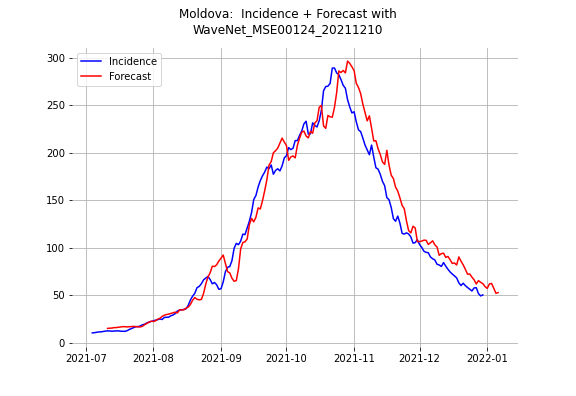 Moldova:  Incidence + Forecast with
WaveNet_MSE00124_20211210
Incidence
Forecast
300
250
200
150
100
50
0
2021-07 2021-08 2021-09 2021-10 2021-11 2021-12 2022-01